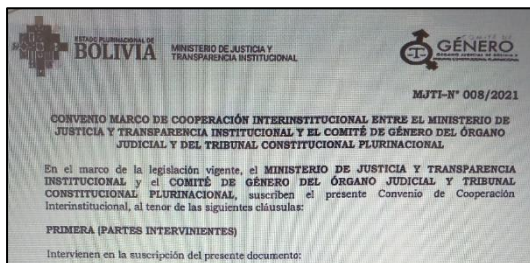 ESTADO PLURINACIONAL DE
BOLIVIA
MINISTERIO DE JUSTICIA Y
TRANSPARENCIA INSTITUCIONAL
COMITÉ DE
GÉNERO
MJTI-N° 008/2021
CONVENIO MARCO DE COOPERACIÓN INTERINSTITUCIONAL ENTRE EL MINISTERIO DE
JUSTICIA Y TRANSPARENCIA INSTITUCIONAL Y EL COMITÉ DE GÉNERO DEL ÓRGANO
JUDICIAL Y DEL TRIBUNAL CONSTITUCIONAL PLURINACIONAL
En el marco de la legislación vigente, el MINISTERIO DE JUSTICIA Y TRANSPARENCIA
INSTITUCIONAL y el COMITÉ DE GÉNERO DEL ÓRGANO JUDICIAL Y TRIBUNAL
CONSTITUCIONAL PLURINACIONAL, suscriben el presente Convenio de Cooperación
Interinstitucional, al tenor de las siguientes cláusulas:
PRIMERA (PARTES INTERVINIENTES)
Intervienen en la suscripción del presente documento: